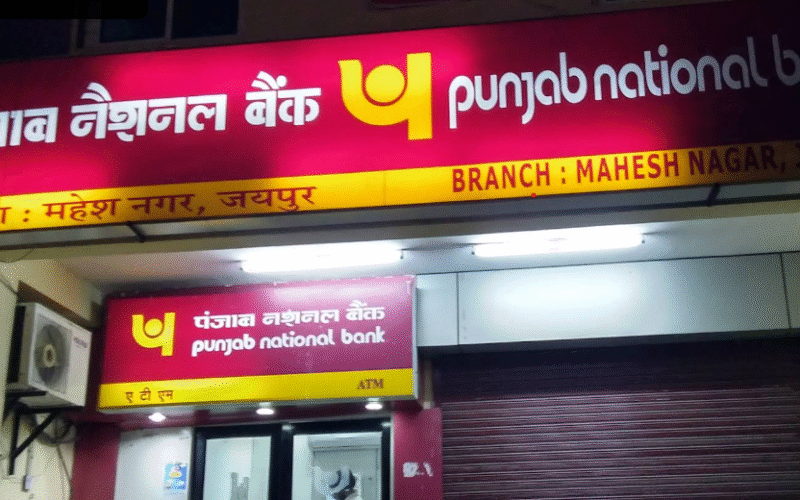 नैशनल बैंक punjab national
: महेश नगर, जयपुर BRANCH : MAHESH NAGAR,
पंजाब नैशनल बैंक
punjab national bank
ए टी एम ATM